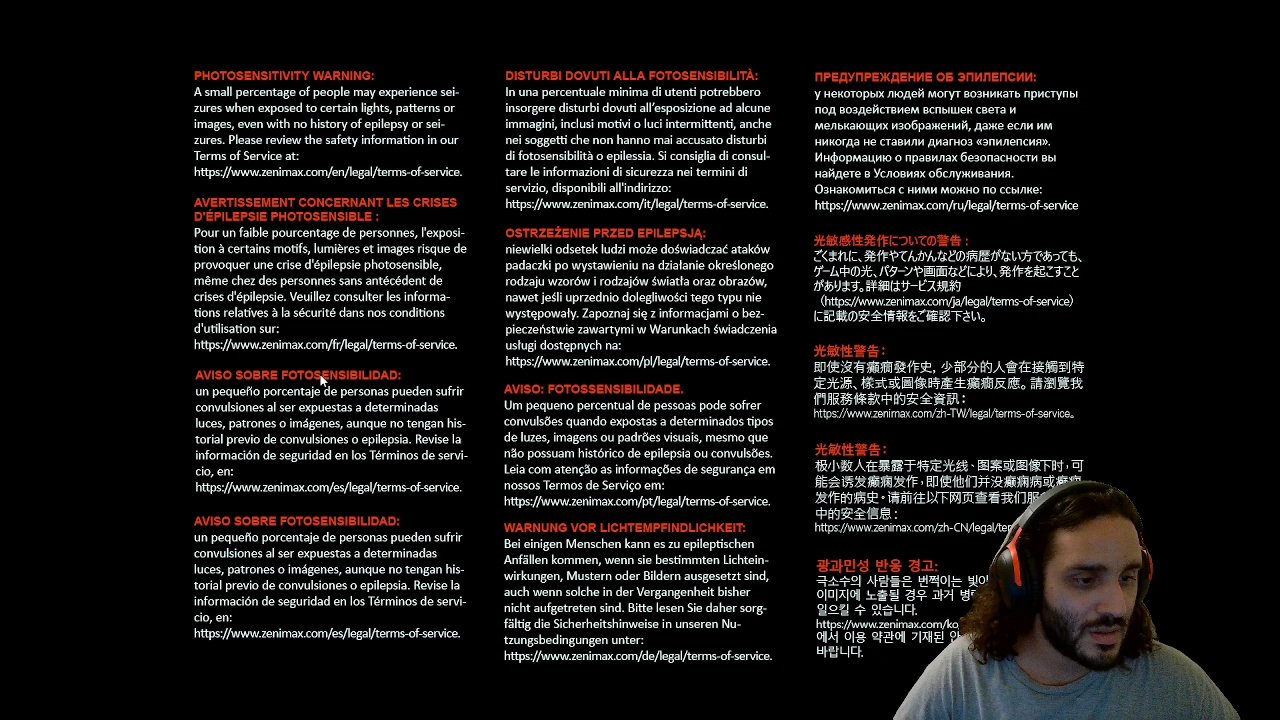 PHOTOSENSITIVITY WARNING:
A small percentage of people may experience sei-
zures when exposed to certain lights, patterns or
images, even with no history of epilepsy or sei-
zures. Please review the safety information in our
Terms of Service at:
https://www.zenimax.com/en/legal/terms-of-service.
AVERTISSEMENT CONCERNANT LES CRISES
D'ÉPILEPSIE PHOTOSENSIBLE :
Pour un faible pourcentage de personnes, l'exposi-
tion à certains motifs, lumières et images risque de
provoquer une crise d'épilepsie photosensible,
même chez des personnes sans antécédent de
crises d'épilepsie. Veuillez consulter les informa-
tions relatives à la sécurité dans nos conditions
d'utilisation sur:
https://www.zenimax.com/fr/legal/terms-of-service.
AVISO SOBRE FOTOSENSIBILIDAD:
un pequeño porcentaje de personas pueden sufrir
convulsiones al ser expuestas a determinadas
luces, patrones o imágenes, aunque no tengan his-
torial previo de convulsiones o epilepsia. Revise la
información de seguridad en los Términos de servi-
cio, en:
https://www.zenimax.com/es/legal/terms-of-service.
AVISO SOBRE FOTOSENSIBILIDAD:
un pequeño porcentaje de personas pueden sufrir
convulsiones al ser expuestas a determinadas
luces, patrones o imágenes, aunque no tengan his-
torial previo de convulsiones o epilepsia. Revise la
información de seguridad en los Términos de servi-
cio, en:
https://www.zenimax.com/es/legal/terms-of-service.
DISTURBI DOVUTI ALLA FOTOSENSIBILITÀ:
In una percentuale minima di utenti potrebbero
insorgere disturbi dovuti all'esposizione ad alcune
immagini, inclusi motivi o luci intermittenti, anche
nei soggetti che non hanno mai accusato disturbi
di fotosensibilità o epilessia. Si consiglia di consul-
tare le informazioni di sicurezza nei termini di
servizio, disponibili all'indirizzo:
https://www.zenimax.com/it/legal/terms-of-service.
OSTRZEŻENIE PRZED EPILEPSJĄ:
niewielki odsetek ludzi może doświadczać ataków
padaczki po wystawieniu na działanie określonego
rodzaju wzorów i rodzajów światła oraz obrazów,
nawet jeśli uprzednio dolegliwości tego typu nie
występowały. Zapoznaj się z informacjami o bez-
pieczeństwie zawartymi w Warunkach świadczenia
usługi dostępnych na:
https://www.zenimax.com/pl/legal/terms-of-service.
AVISO: FOTOSSENSIBILIDADE.
Um pequeno percentual de pessoas pode sofrer
convulsões quando expostas a determinados tipos
de luzes, imagens ou padrões visuais, mesmo que
não possuam histórico de epilepsia ou convulsões.
Leia com atenção as informações de segurança em
nossos Termos de Serviço em:
https://www.zenimax.com/pt/legal/terms-of-service.
WARNUNG VOR LICHTEMPFINDLICHKEIT:
Bei einigen Menschen kann es zu epileptischen
Anfällen kommen, wenn sie bestimmten Lichtein-
wirkungen, Mustern oder Bildern ausgesetzt sind,
auch wenn solche in der Vergangenheit bisher
nicht aufgetreten sind. Bitte lesen Sie daher sorg-
fältig die Sicherheitshinweise in unseren Nu-
tzungsbedingungen unter:
https://www.zenimax.com/de/legal/terms-of-service.
ПРЕДУПРЕЖДЕНИЕ ОБ ЭПИЛЕПСИИ:
у некоторых людей могут возникать приступы
под воздействием вспышек света и
мелькающих изображений, даже если им
никогда не ставили диагноз «эпилепсия».
Информацию о правилах безопасности вы
найдете в Условиях обслуживания.
Ознакомиться с ними можно по ссылке:
https://www.zenimax.com/ru/legal/terms-of-service
光敏感性発作についての警告：
ごくまれに、発作やてんかんなどの病歴がない方であっても、
ゲーム中の光、パターンや画面などにより、発作を起こすこと
があります。詳細はサービス規約
（https://www.zenimax.com/ja/legal/terms-of-service）
に記載の安全情報をご確認下さい。
光敏性警告：
即使沒有癲癇發作史，少部分的人會在接觸到特
定光源、樣式或圖像時產生癲癇反應。請瀏覽我
們服務條款中的安全資訊：
https://www.zenimax.com/zh-TW/legal/terms-of-service。
光敏性警告：
极小数人在暴露于特定光线、图案或图像下时，可
能会诱发癫痫发作，即使他们并没癫痫病或癫痫
发作的病史。请前往以下网页查看我们服
中的安全信息：
https://www.zenimax.com/zh-CN/legal/ter
광과민성 반응 경고:
극소수의 사람들은 번쩍이는 빛이
이미지에 노출될 경우 과거 병력
일으킬 수 있습니다.
https://www.zenimax.com/ko
에서 이용 약관에 기재된 안
바랍니다.